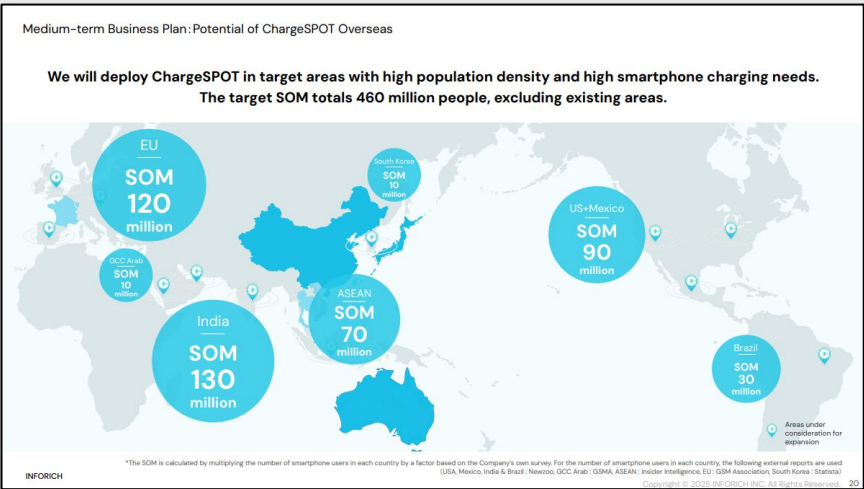 Medium-term Business Plan: Potential of ChargeSPOT Overseas
We will deploy ChargeSPOT in target areas with high population density and high smartphone charging needs.
The target SOM totals 460 million people, excluding existing areas.
EU
SOM
120
million
South Korea
SOM
10
million
US+Mexico
SOM
90
million
GCC Arab
SOM
10
million
ASEAN
SOM
70
million
India
SOM
130
million
Brazil
SOM
30
million
Areas under
consideration for
expansion
*The SOM is calculated by multiplying the number of smartphone users in each country by a factor based on the Company's own survey. For the number of smartphone users in each country, the following external reports are used
(USA, Mexico, India & Brazil : Newzoo, GCC Arab : GSMA, ASEAN : Insider Intelligence, EU : GSM Association, South Korea : Statista)
INFORICH
Copyright © 2025 INFORICH INC. All Rights Reserved. 20